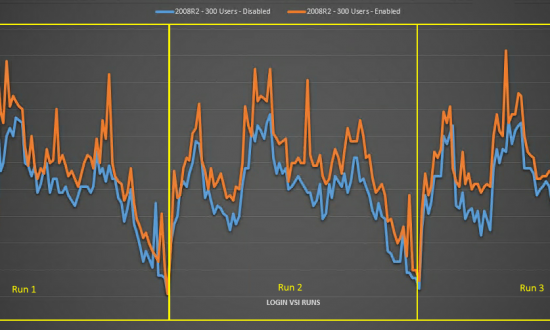 2008R2 - 300 Users - Disabled 2008R2 - 300 Users - Enabled
Run 1 Run 2 Run 3
LOGIN VSI RUNS